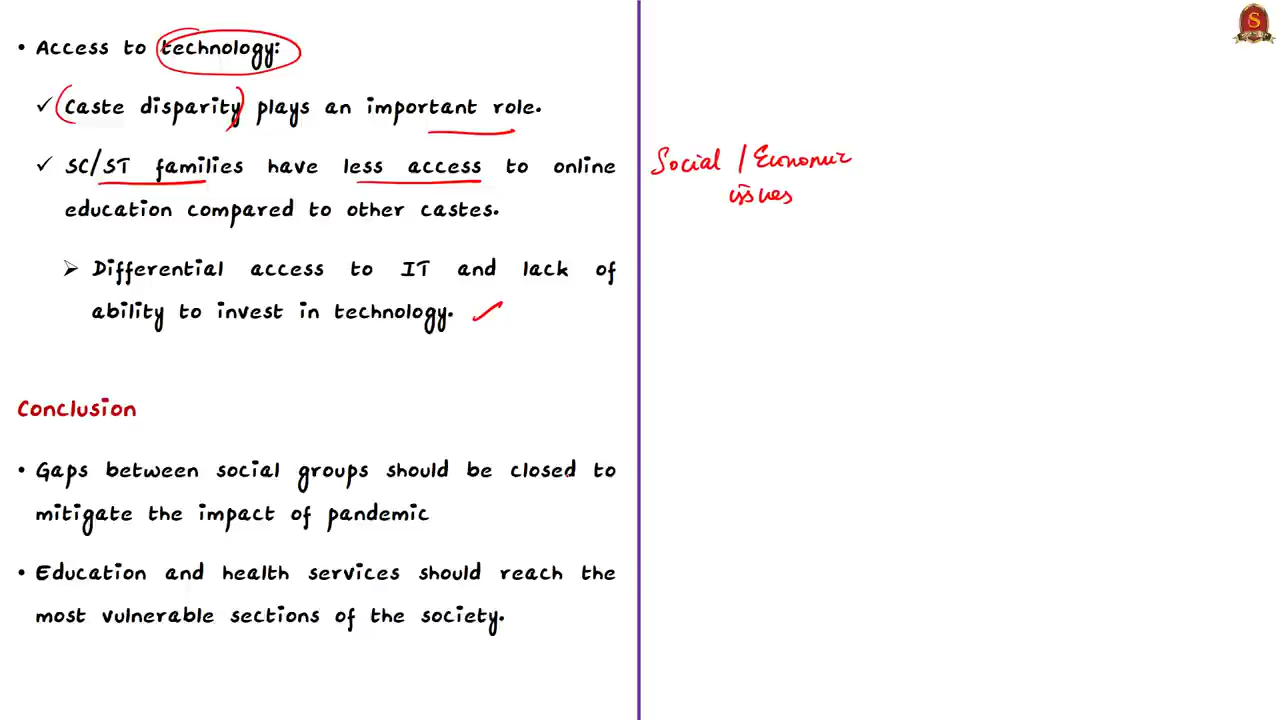 • Access to technology:
✓ Caste disparity plays an important role.
✓ SC/ST families have less access to online
education compared to other castes.
➢ Differential access to IT and lack of
ability to invest in technology.
Conclusion
• Gaps between social groups should be closed to
mitigate the impact of pandemic
• Education and health services should reach the
most vulnerable sections of the society.
Social / Economic
issues
S